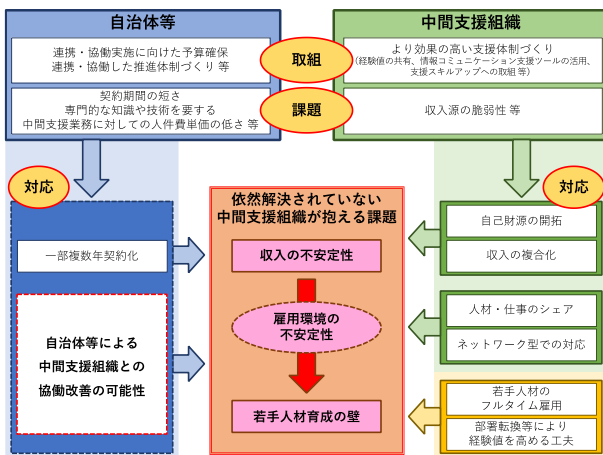 自治体等
連携・協働実施に向けた予算確保
連携・協働した推進体制づくり 等
契約期間の短さ
専門的な知識や技術を要する
中間支援業務に対しての人件費単価の低さ 等
取組
課題
中間支援組織
より効果の高い支援体制づくり
（経験値の共有、情報コミュニケーション支援ツールの活用、
支援スキルアップへの取組 等）
収入源の脆弱性 等
対応
一部複数年契約化
自治体等による
中間支援組織との
協働改善の可能性
依然解決されていない
中間支援組織が抱える課題
収入の不安定性
雇用環境の
不安定性
若手人材育成の壁
対応
自己財源の開拓
収入の複合化
人材・仕事のシェア
ネットワーク型での対応
若手人材の
フルタイム雇用
部署転換等により
経験値を高める工夫